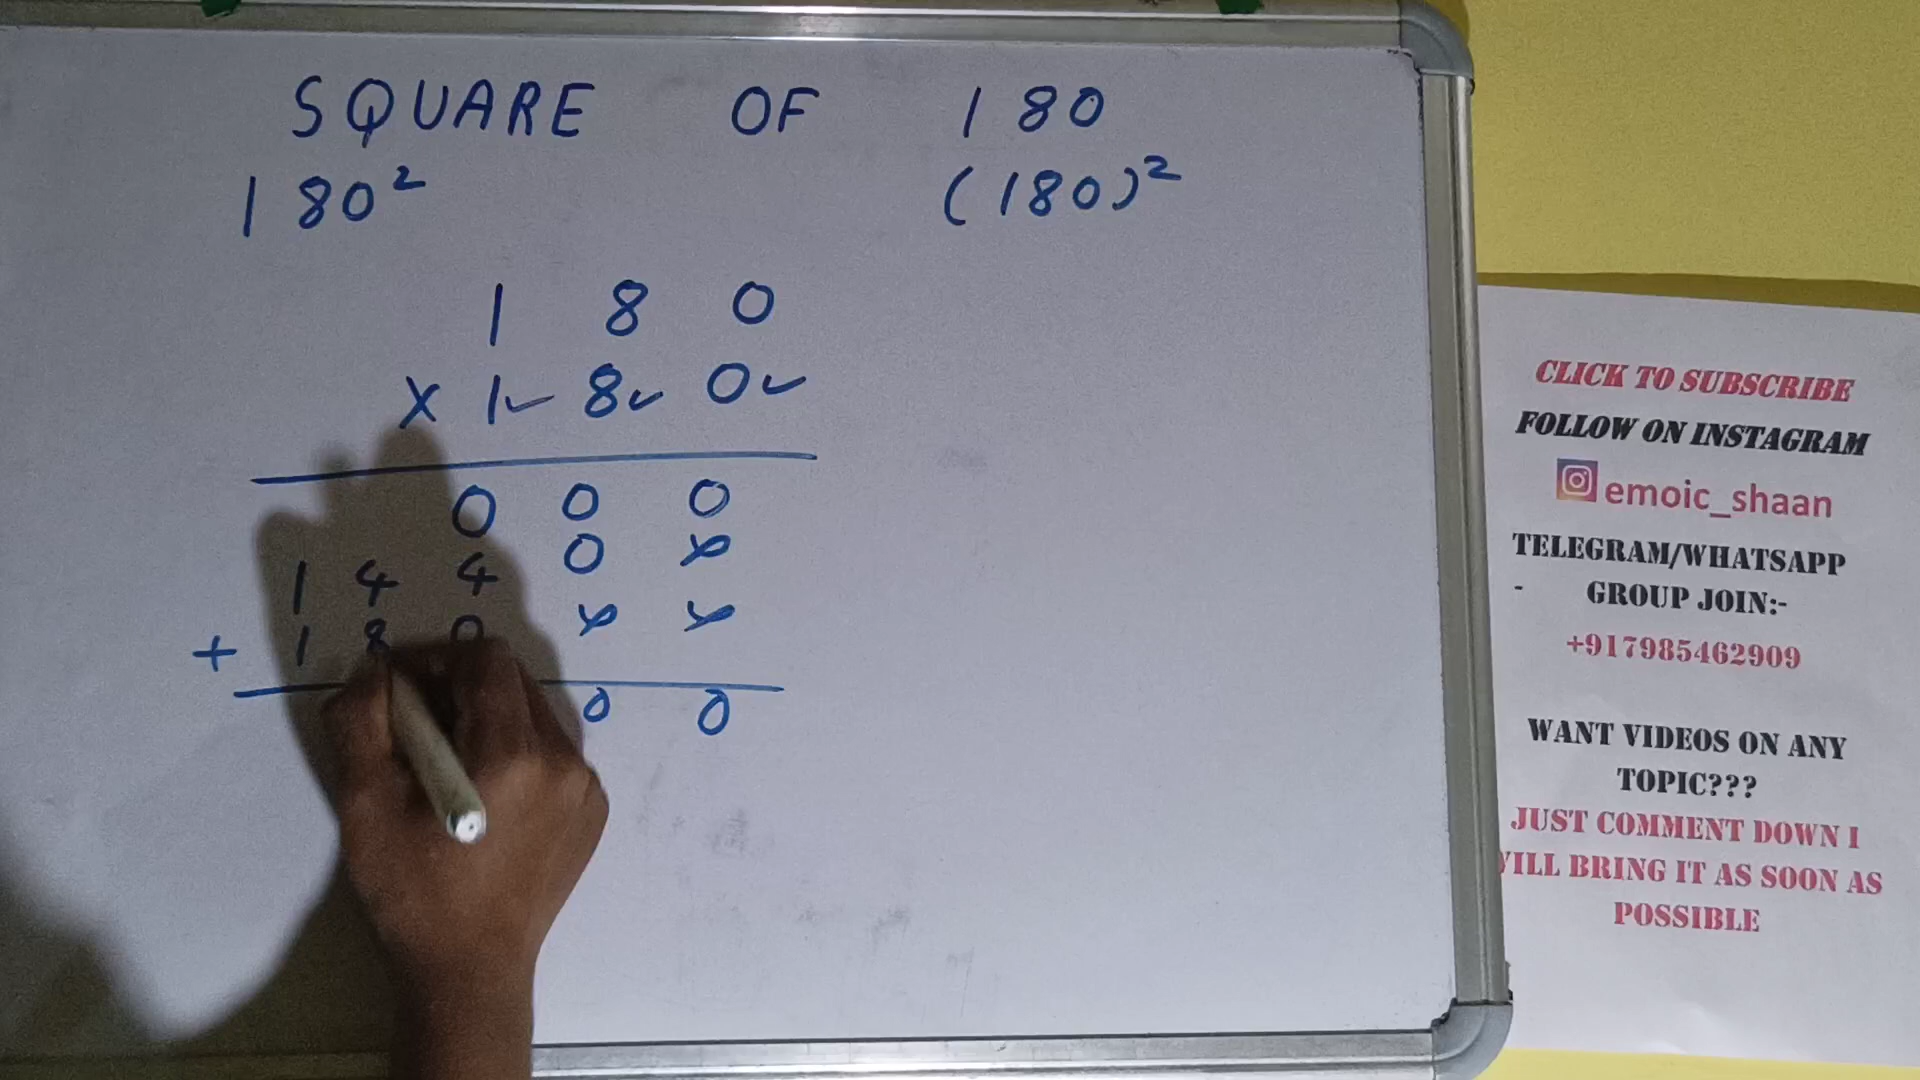 SQUARE OF 180
180² (180)²
1 8 0
× 1✓ 8✓ 0✓
0 0 0
1 4 4 0 ×
+ 1 8 0 × ×
0 0
CLICK TO SUBSCRIBE
FOLLOW ON INSTAGRAM
emoic_shaan
TELEGRAM/WHATSAPP
- GROUP JOIN:-
+917985462909
WANT VIDEOS ON ANY
TOPIC???
JUST COMMENT DOWN I
WILL BRING IT AS SOON AS
POSSIBLE